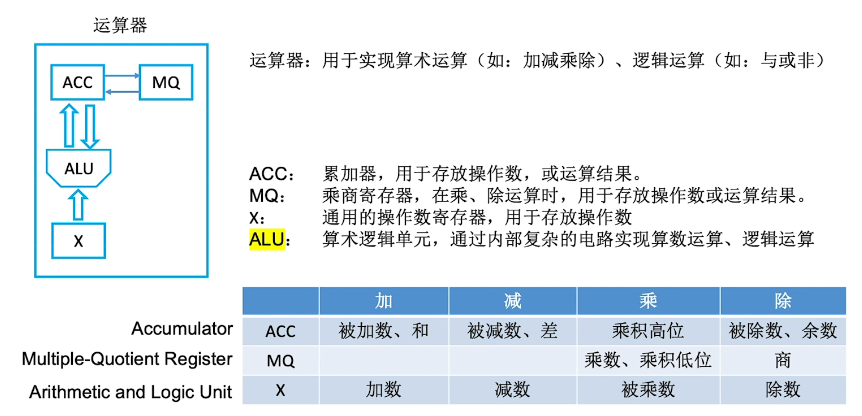 运算器
运算器：用于实现算术运算（如：加减乘除）、逻辑运算（如：与或非）
ACC
MQ
ALU
X
ACC： 累加器，用于存放操作数，或运算结果。
MQ： 乘商寄存器，在乘、除运算时，用于存放操作数或运算结果。
X： 通用的操作数寄存器，用于存放操作数
ALU： 算术逻辑单元，通过内部复杂的电路实现算数运算、逻辑运算
加 减 乘 除
Accumulator ACC 被加数、和 被减数、差 乘积高位 被除数、余数
Multiple-Quotient Register MQ 乘数、乘积低位 商
Arithmetic and Logic Unit X 加数 减数 被乘数 除数